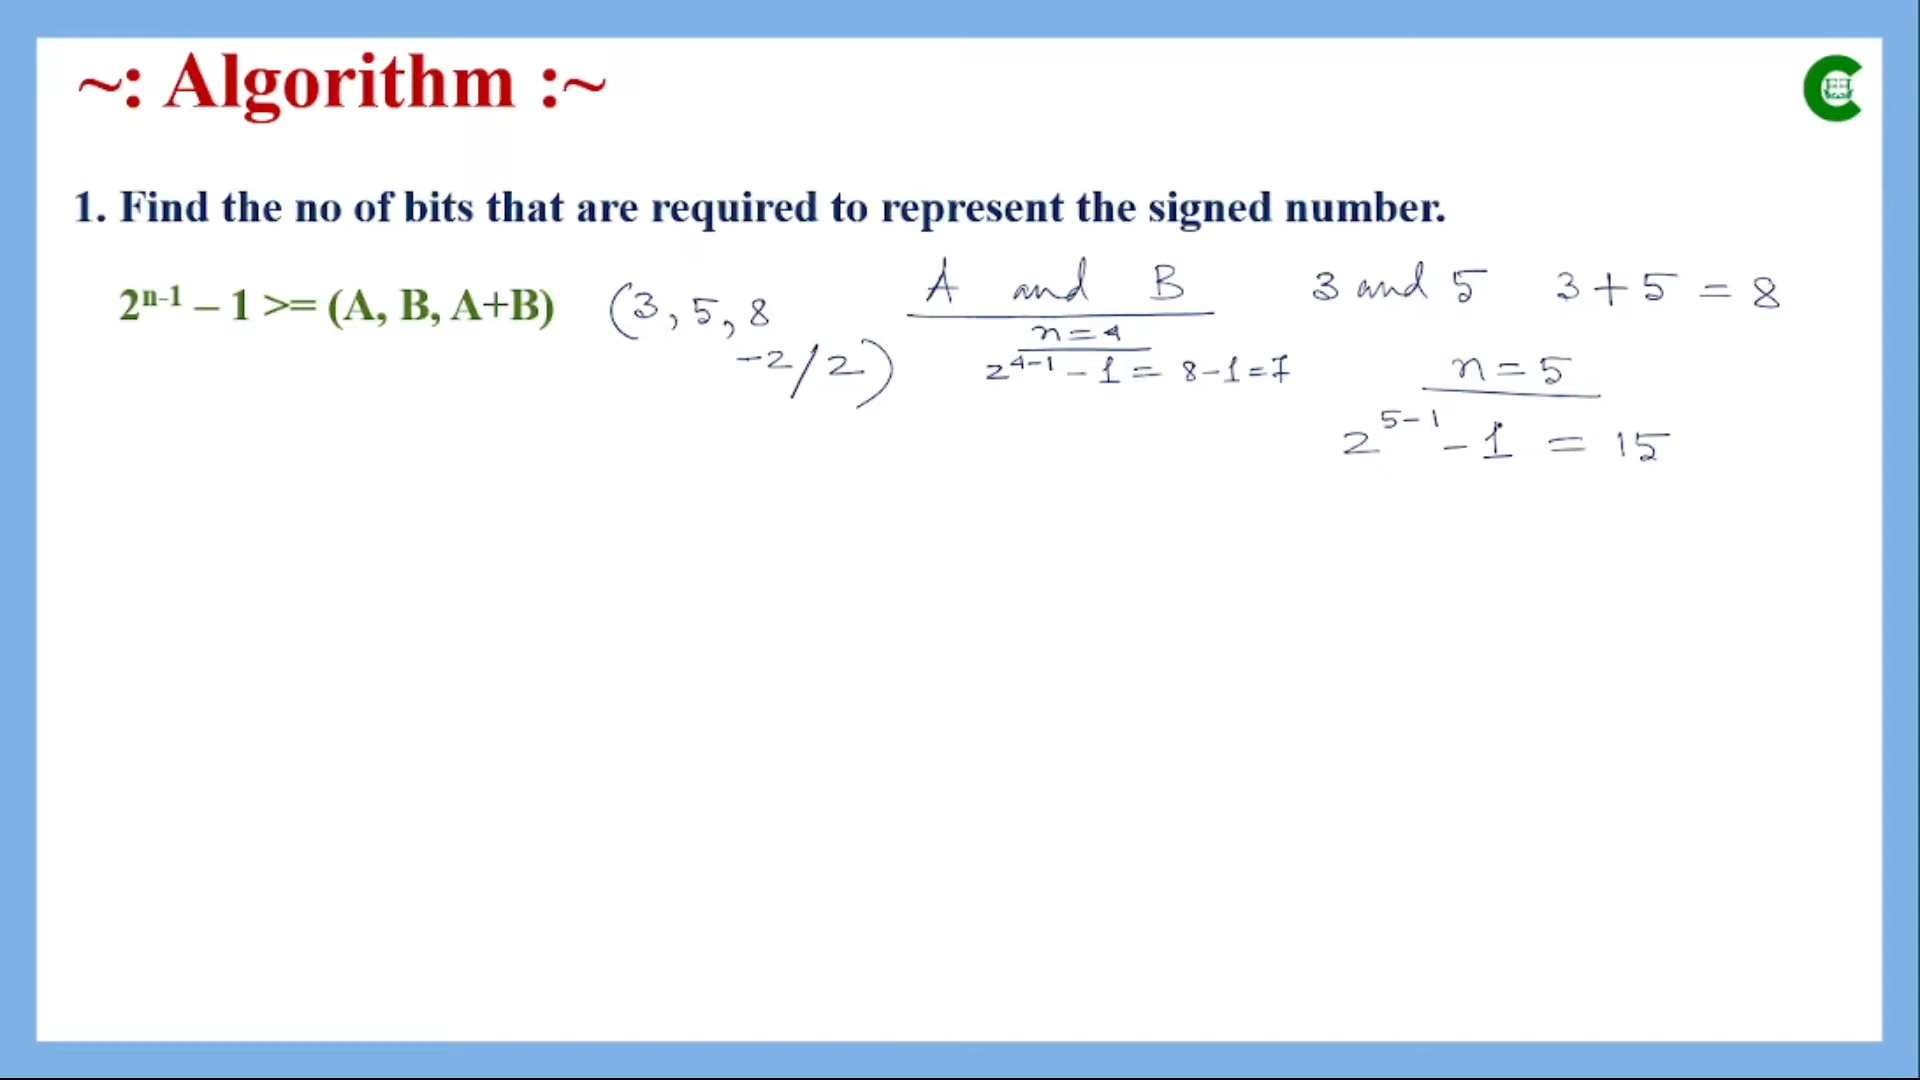 ~: Algorithm :~
1. Find the no of bits that are required to represent the signed number.
2ⁿ⁻¹ – 1 >= (A, B, A+B) (3, 5, 8 -2/2)
A and B
n = 4
2⁴⁻¹ - 1 = 8-1=7
3 and 5 3+5 = 8
n = 5
2⁵⁻¹ - 1 = 15